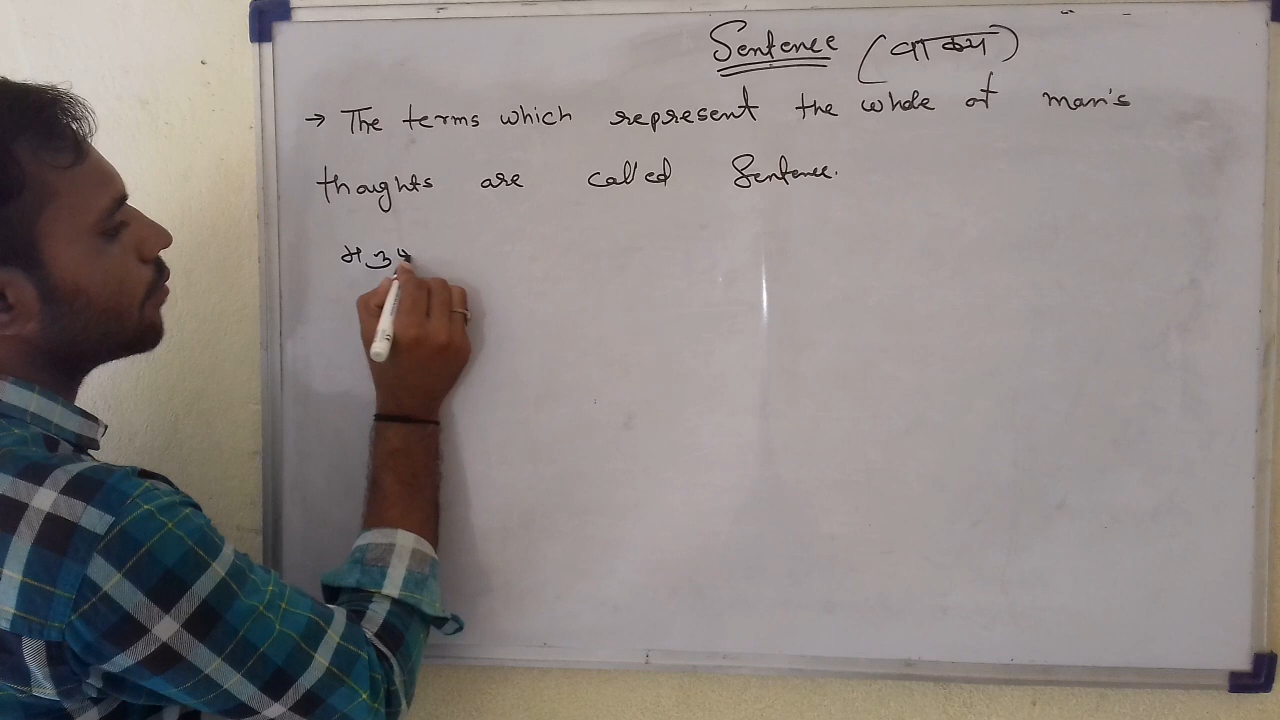 Sentence (वाक्य)
→ The terms which represent the whole of man's
thoughts are called Sentence.